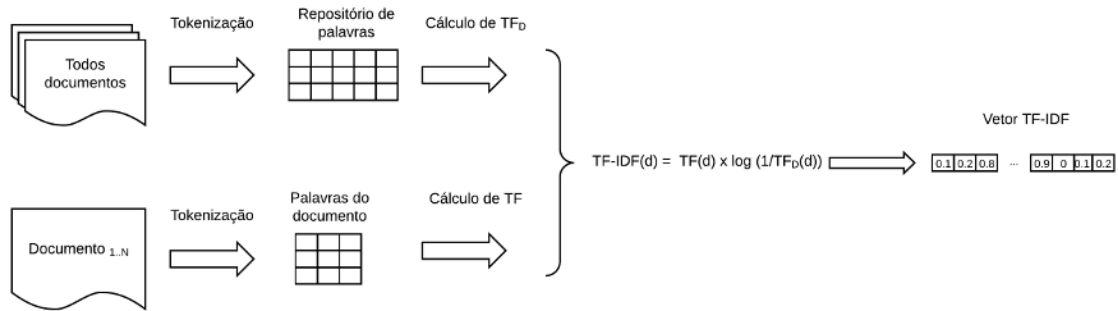 Todos
documentos
Tokenização
Repositório de
palavras
Cálculo de TFD
Documento 1..N
Tokenização
Palavras do
documento
Cálculo de TF
TF-IDF(d) = TF(d) x log (1/TFD(d))
Vetor TF-IDF
0.1 0.2 0.8 ... 0.9 0 0.1 0.2